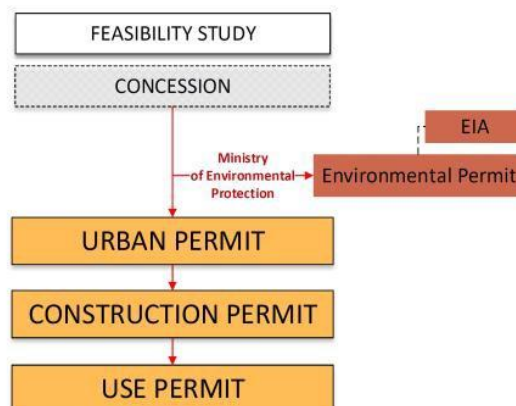 FEASIBILITY STUDY
CONCESSION
EIA
Ministry
of Environmental
Protection
Environmental Permit
URBAN PERMIT
CONSTRUCTION PERMIT
USE PERMIT